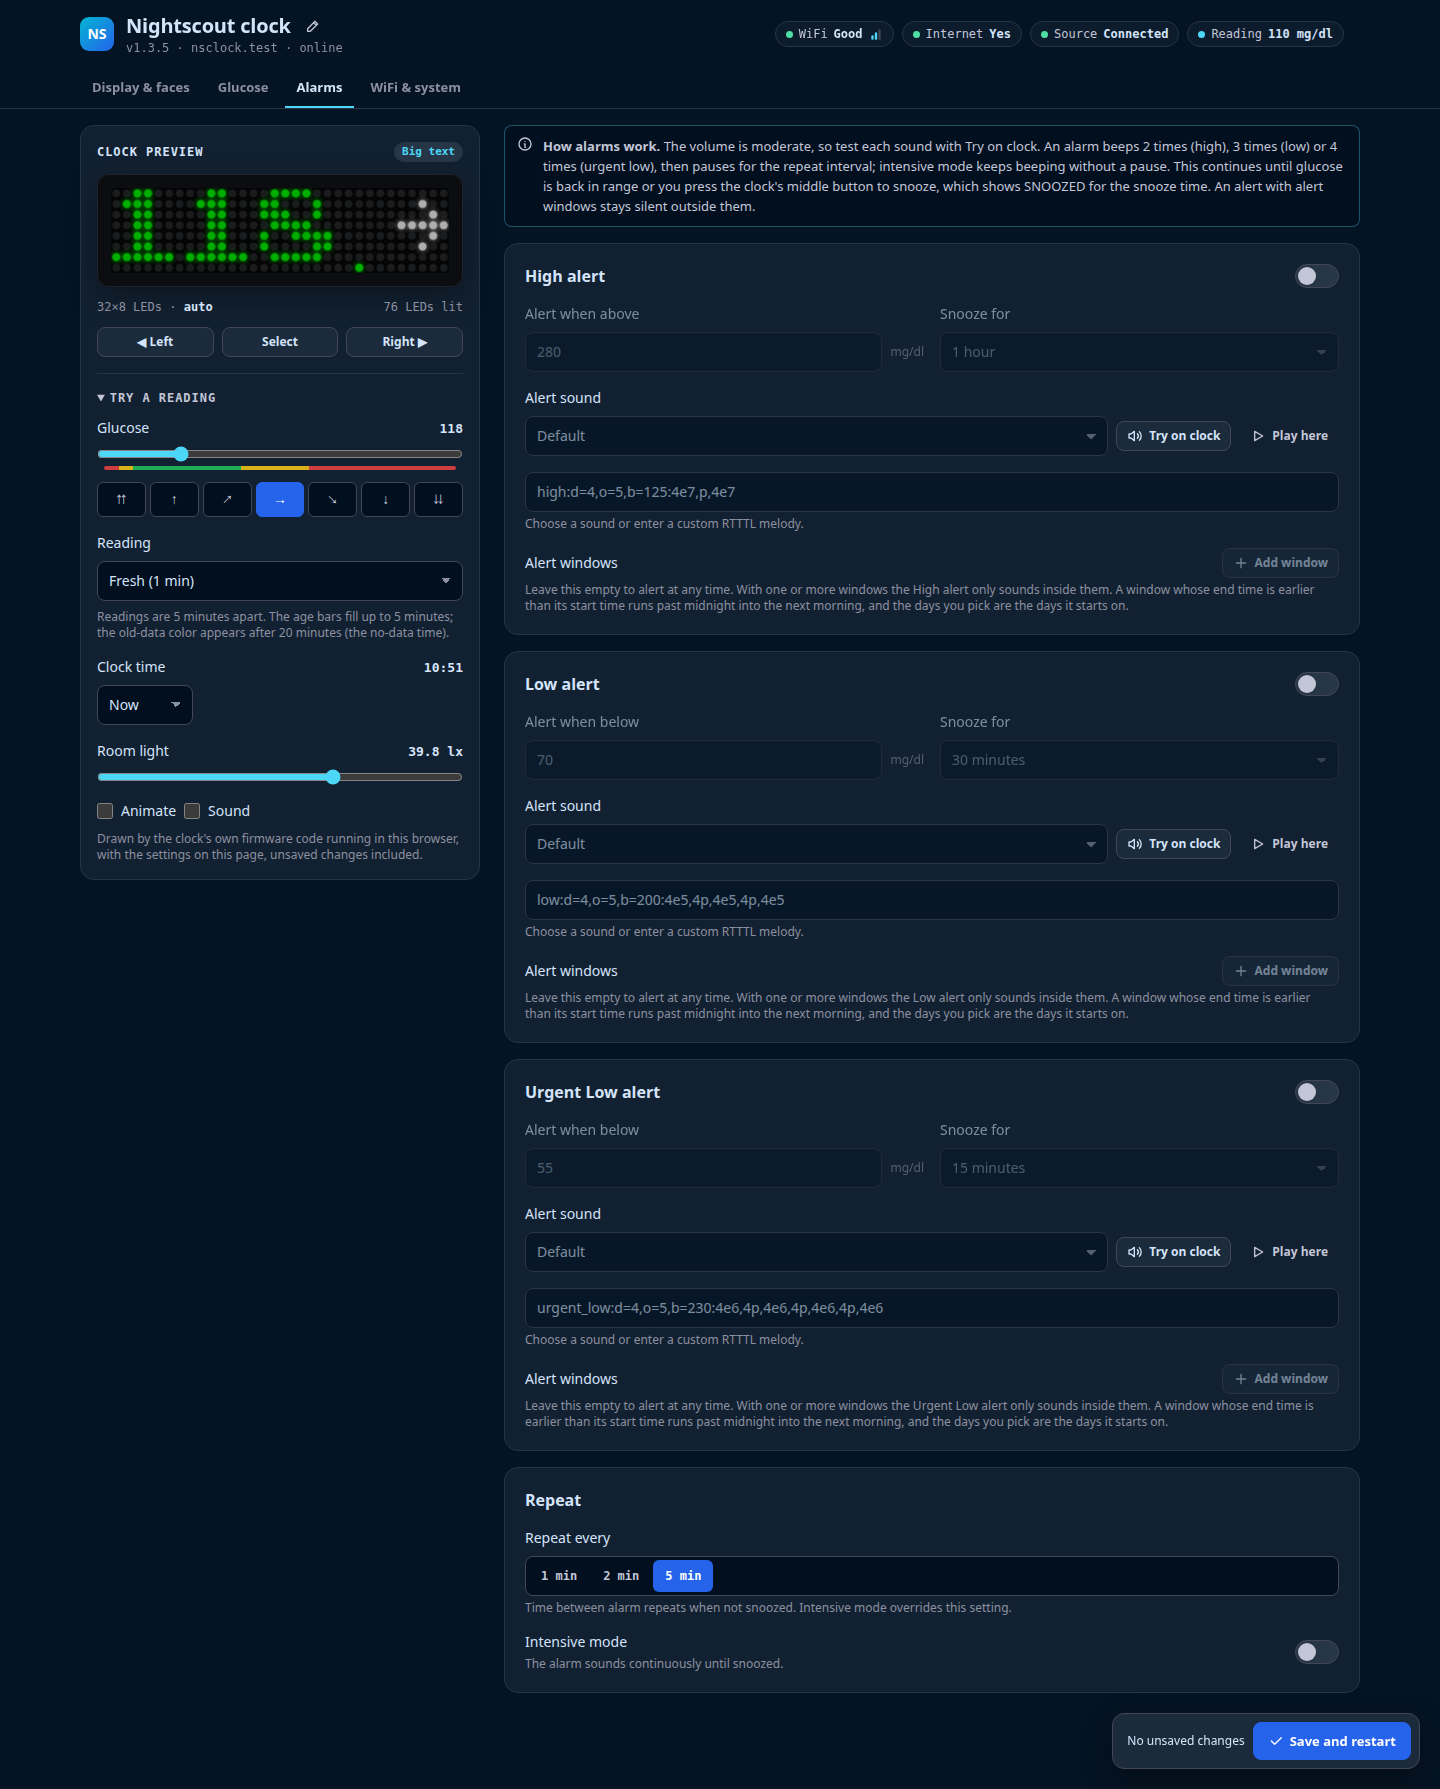 NS
Nightscout clock
v1.3.5 · nsclock.test · online
WiFi Good
Internet Yes
Source Connected
Reading 110 mg/dl
Display & faces
Glucose
Alarms
WiFi & system
CLOCK PREVIEW
Big text
118
32×8 LEDs · auto
76 LEDs lit
◀ Left
Select
Right ▶
▼ TRY A READING
Glucose
118
⇈ ↑ ↗ → ↘ ↓ ⇊
Reading
Fresh (1 min)
Readings are 5 minutes apart. The age bars fill up to 5 minutes;
the old-data color appears after 20 minutes (the no-data time).
Clock time
10:51
Now
Room light
39.8 lx
Animate
Sound
Drawn by the clock's own firmware code running in this browser,
with the settings on this page, unsaved changes included.
How alarms work. The volume is moderate, so test each sound with Try on clock. An alarm beeps 2 times (high), 3 times (low) or 4
times (urgent low), then pauses for the repeat interval; intensive mode keeps beeping without a pause. This continues until glucose
is back in range or you press the clock's middle button to snooze, which shows SNOOZED for the snooze time. An alert with alert
windows stays silent outside them.
High alert
Alert when above
Snooze for
280
mg/dl
1 hour
Alert sound
Default
Try on clock
Play here
high:d=4,o=5,b=125:4e7,p,4e7
Choose a sound or enter a custom RTTTL melody.
Alert windows
+ Add window
Leave this empty to alert at any time. With one or more windows the High alert only sounds inside them. A window whose end time is earlier
than its start time runs past midnight into the next morning, and the days you pick are the days it starts on.
Low alert
Alert when below
Snooze for
70
mg/dl
30 minutes
Alert sound
Default
Try on clock
Play here
low:d=4,o=5,b=200:4e5,4p,4e5,4p,4e5
Choose a sound or enter a custom RTTTL melody.
Alert windows
+ Add window
Leave this empty to alert at any time. With one or more windows the Low alert only sounds inside them. A window whose end time is earlier
than its start time runs past midnight into the next morning, and the days you pick are the days it starts on.
Urgent Low alert
Alert when below
Snooze for
55
mg/dl
15 minutes
Alert sound
Default
Try on clock
Play here
urgent_low:d=4,o=5,b=230:4e6,4p,4e6,4p,4e6,4p,4e6
Choose a sound or enter a custom RTTTL melody.
Alert windows
+ Add window
Leave this empty to alert at any time. With one or more windows the Urgent Low alert only sounds inside them. A window whose end time is
earlier than its start time runs past midnight into the next morning, and the days you pick are the days it starts on.
Repeat
Repeat every
1 min
2 min
5 min
Time between alarm repeats when not snoozed. Intensive mode overrides this setting.
Intensive mode
The alarm sounds continuously until snoozed.
No unsaved changes
Save and restart